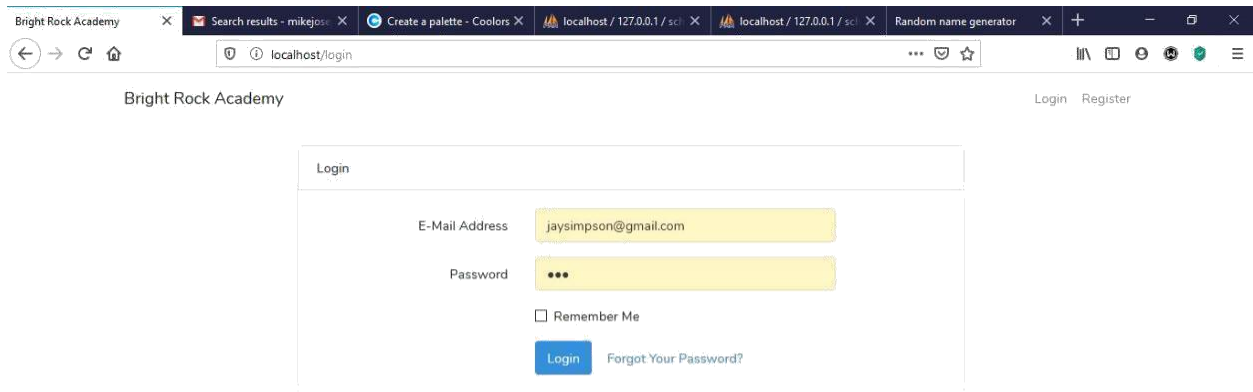 Bright Rock Academy Search results - mikejose Create a palette - Coolors localhost / 127.0.0.1 / sch localhost / 127.0.0.1 / scl Random name generator
localhost/login
Bright Rock Academy Login Register
Login
E-Mail Address jaysimpson@gmail.com
Password •••
Remember Me
Login Forgot Your Password?